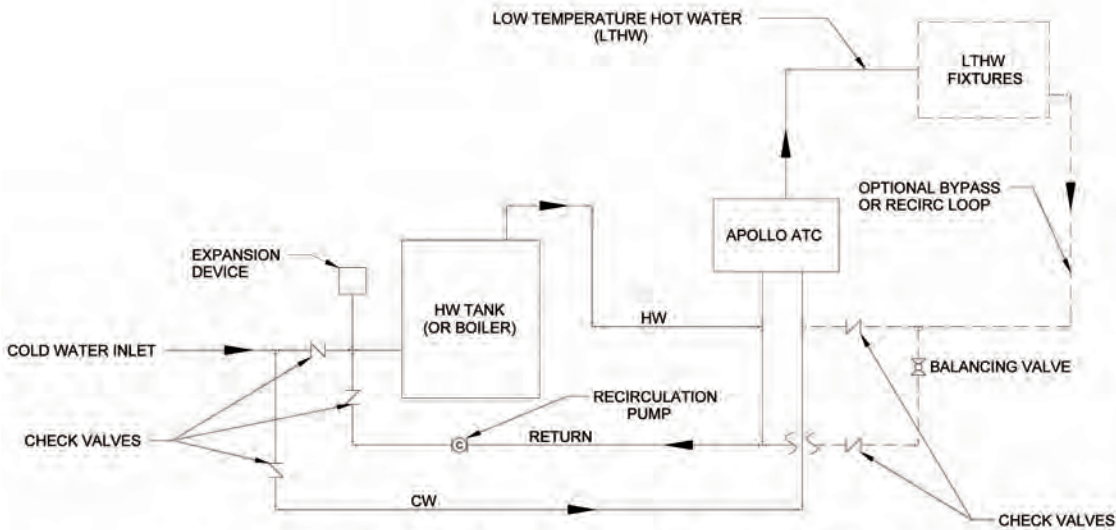 LOW TEMPERATURE HOT WATER
(LTHW)
LTHW
FIXTURES
OPTIONAL BYPASS
OR RECIRC LOOP
APOLLO ATC
EXPANSION
DEVICE
HW TANK
(OR BOILER)
HW
COLD WATER INLET
BALANCING VALVE
RECIRCULATION
PUMP
CHECK VALVES
C
RETURN
CW
CHECK VALVES